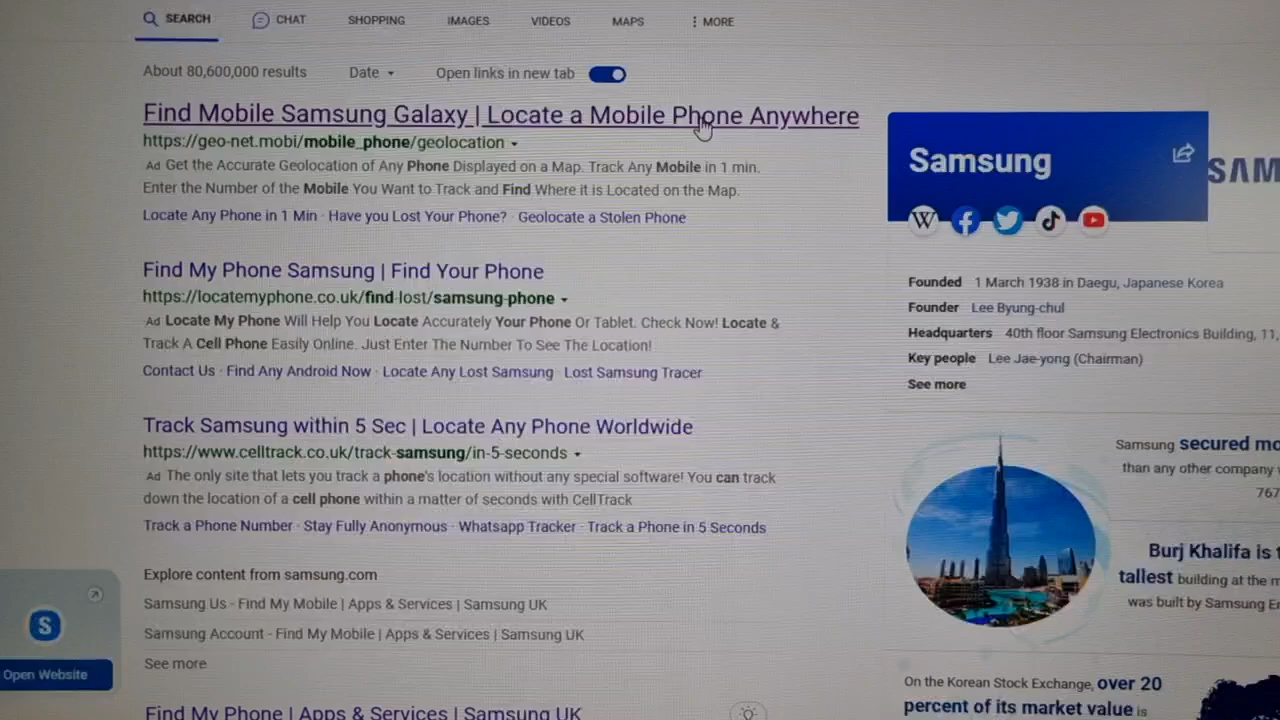 SEARCH CHAT SHOPPING IMAGES VIDEOS MAPS MORE
About 80,600,000 results Date Open links in new tab
Find Mobile Samsung Galaxy | Locate a Mobile Phone Anywhere
https://geo-net.mobi/mobile_phone/geolocation
Ad Get the Accurate Geolocation of Any Phone Displayed on a Map. Track Any Mobile in 1 min.
Enter the Number of the Mobile You Want to Track and Find Where it is Located on the Map.
Locate Any Phone in 1 Min · Have you Lost Your Phone? · Geolocate a Stolen Phone
Find My Phone Samsung | Find Your Phone
https://locatemyphone.co.uk/find-lost/samsung-phone
Ad Locate My Phone Will Help You Locate Accurately Your Phone Or Tablet. Check Now! Locate &
Track A Cell Phone Easily Online. Just Enter The Number To See The Location!
Contact Us · Find Any Android Now · Locate Any Lost Samsung · Lost Samsung Tracer
Track Samsung within 5 Sec | Locate Any Phone Worldwide
https://www.celltrack.co.uk/track-samsung/in-5-seconds
Ad The only site that lets you track a phone's location without any special software! You can track
down the location of a cell phone within a matter of seconds with CellTrack
Track a Phone Number · Stay Fully Anonymous · Whatsapp Tracker · Track a Phone in 5 Seconds
Explore content from samsung.com
Samsung Us - Find My Mobile | Apps & Services | Samsung UK
Samsung Account - Find My Mobile | Apps & Services | Samsung UK
See more
Find My Phone | Apps & Services | Samsung UK
S
Open Website
Samsung
SAM
W
Founded 1 March 1938 in Daegu, Japanese Korea
Founder Lee Byung-chul
Headquarters 40th floor Samsung Electronics Building, 11,
Key people Lee Jae-yong (Chairman)
See more
Samsung secured mo
than any other company
767
Burj Khalifa is t
tallest building at the m
was built by Samsung E
On the Korean Stock Exchange, over 20
percent of its market value is